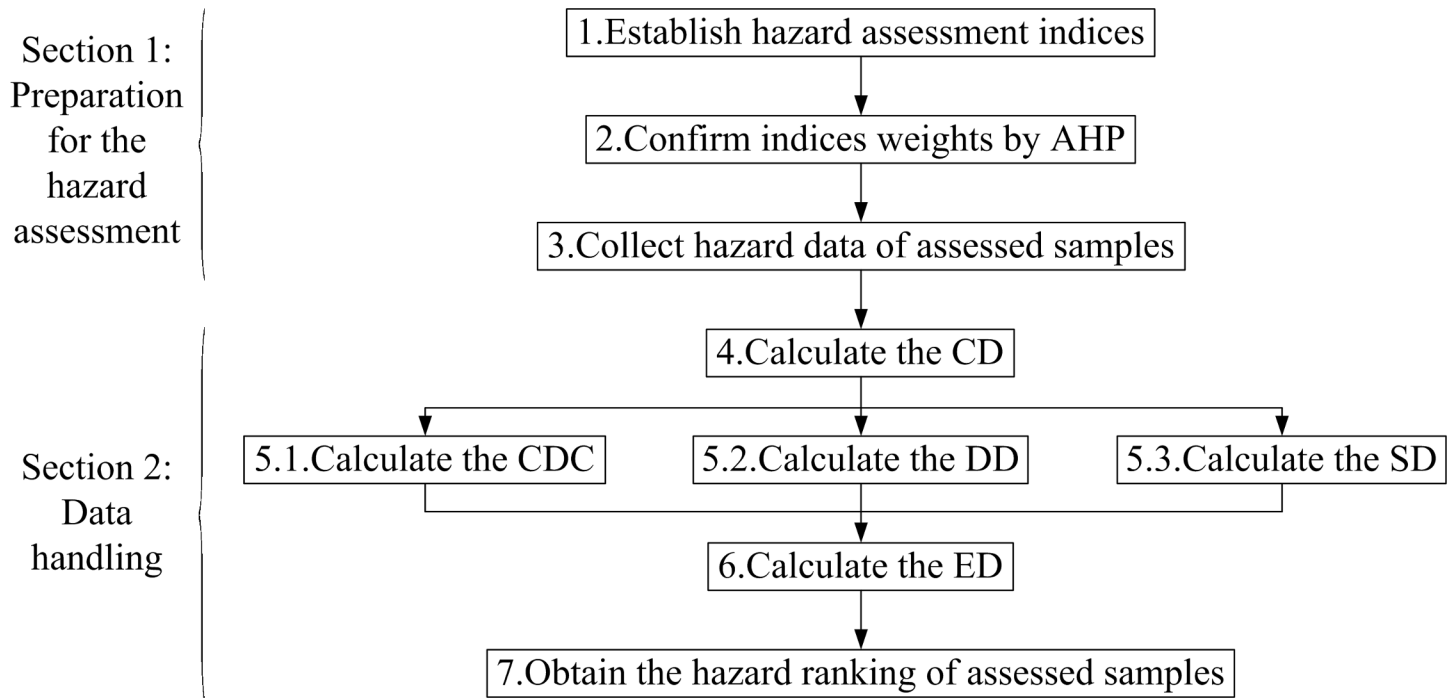 Section 1:
Preparation
for the
hazard
assessment
1.Establish hazard assessment indices
2.Confirm indices weights by AHP
3.Collect hazard data of assessed samples
Section 2:
Data
handling
4.Calculate the CD
5.1.Calculate the CDC
5.2.Calculate the DD
5.3.Calculate the SD
6.Calculate the ED
7.Obtain the hazard ranking of assessed samples